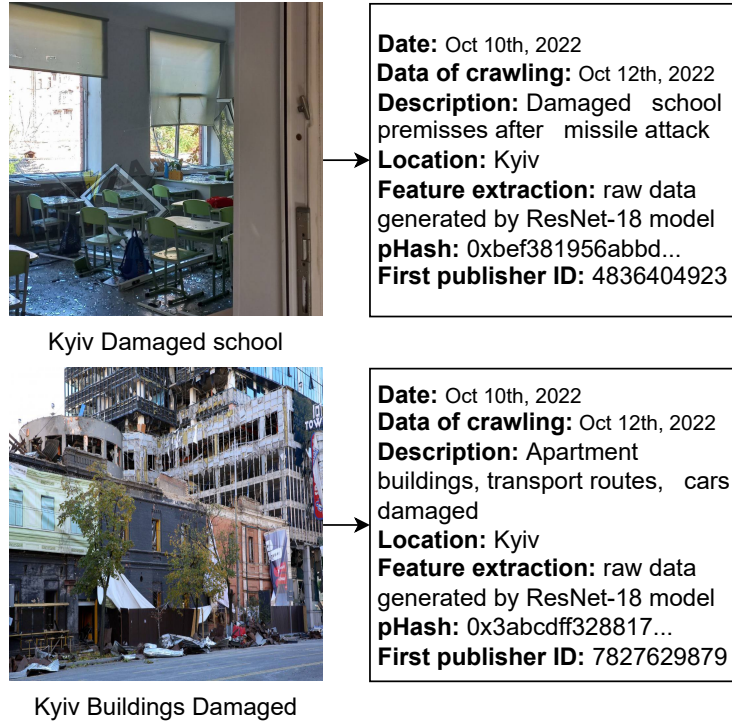 Date: Oct 10th, 2022
Data of crawling: Oct 12th, 2022
Description: Damaged school
premisses after missile attack
Location: Kyiv
Feature extraction: raw data
generated by ResNet-18 model
pHash: 0xbef381956abbd...
First publisher ID: 4836404923
Kyiv Damaged school
TOW
Date: Oct 10th, 2022
Data of crawling: Oct 12th, 2022
Description: Apartment
buildings, transport routes, cars
damaged
Location: Kyiv
Feature extraction: raw data
generated by ResNet-18 model
pHash: 0x3abcdff328817...
First publisher ID: 7827629879
Kyiv Buildings Damaged